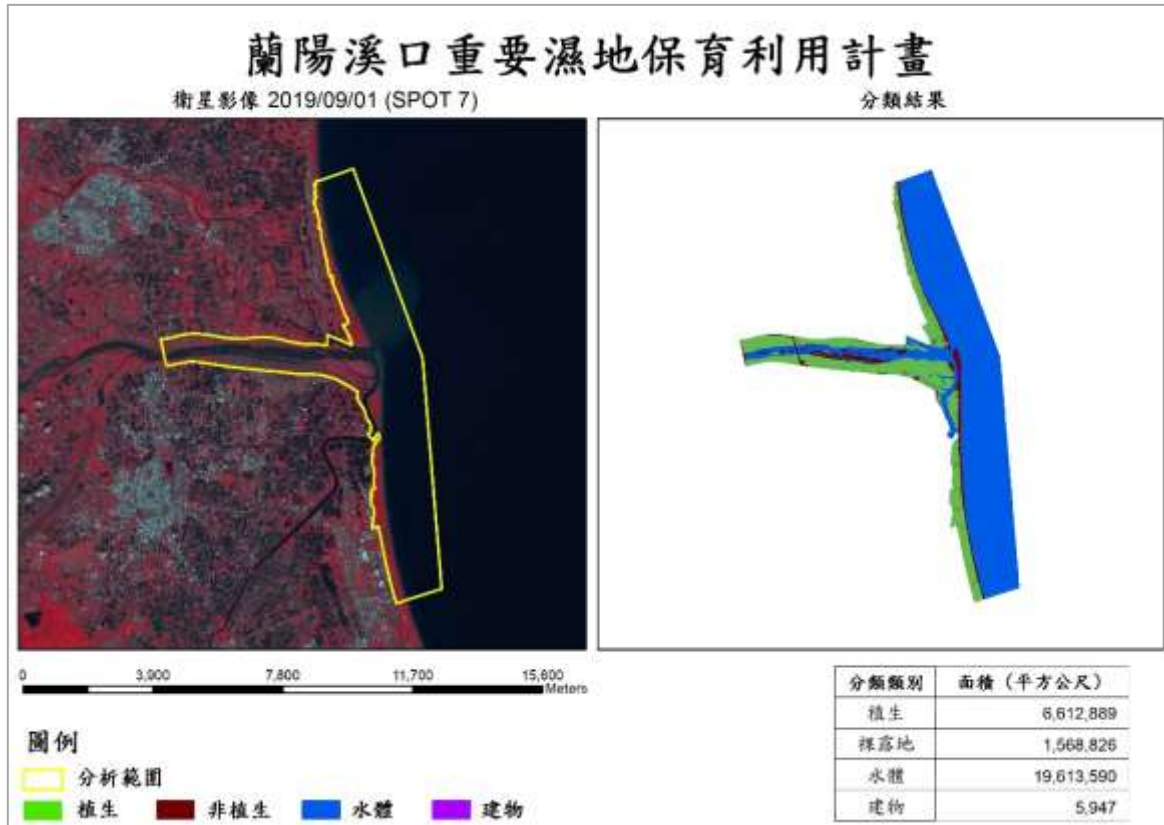 蘭陽溪口重要濕地保育利用計畫
衛星影像 2019/09/01 (SPOT 7)
分類結果
0 3,900 7,800 11,700 15,600
Meters
圖例
分析範圍
植生 非植生 水體 建物
分類類別 面積（平方公尺）
植生 6,612,889
裸露地 1,568,826
水體 19,613,590
建物 5,947